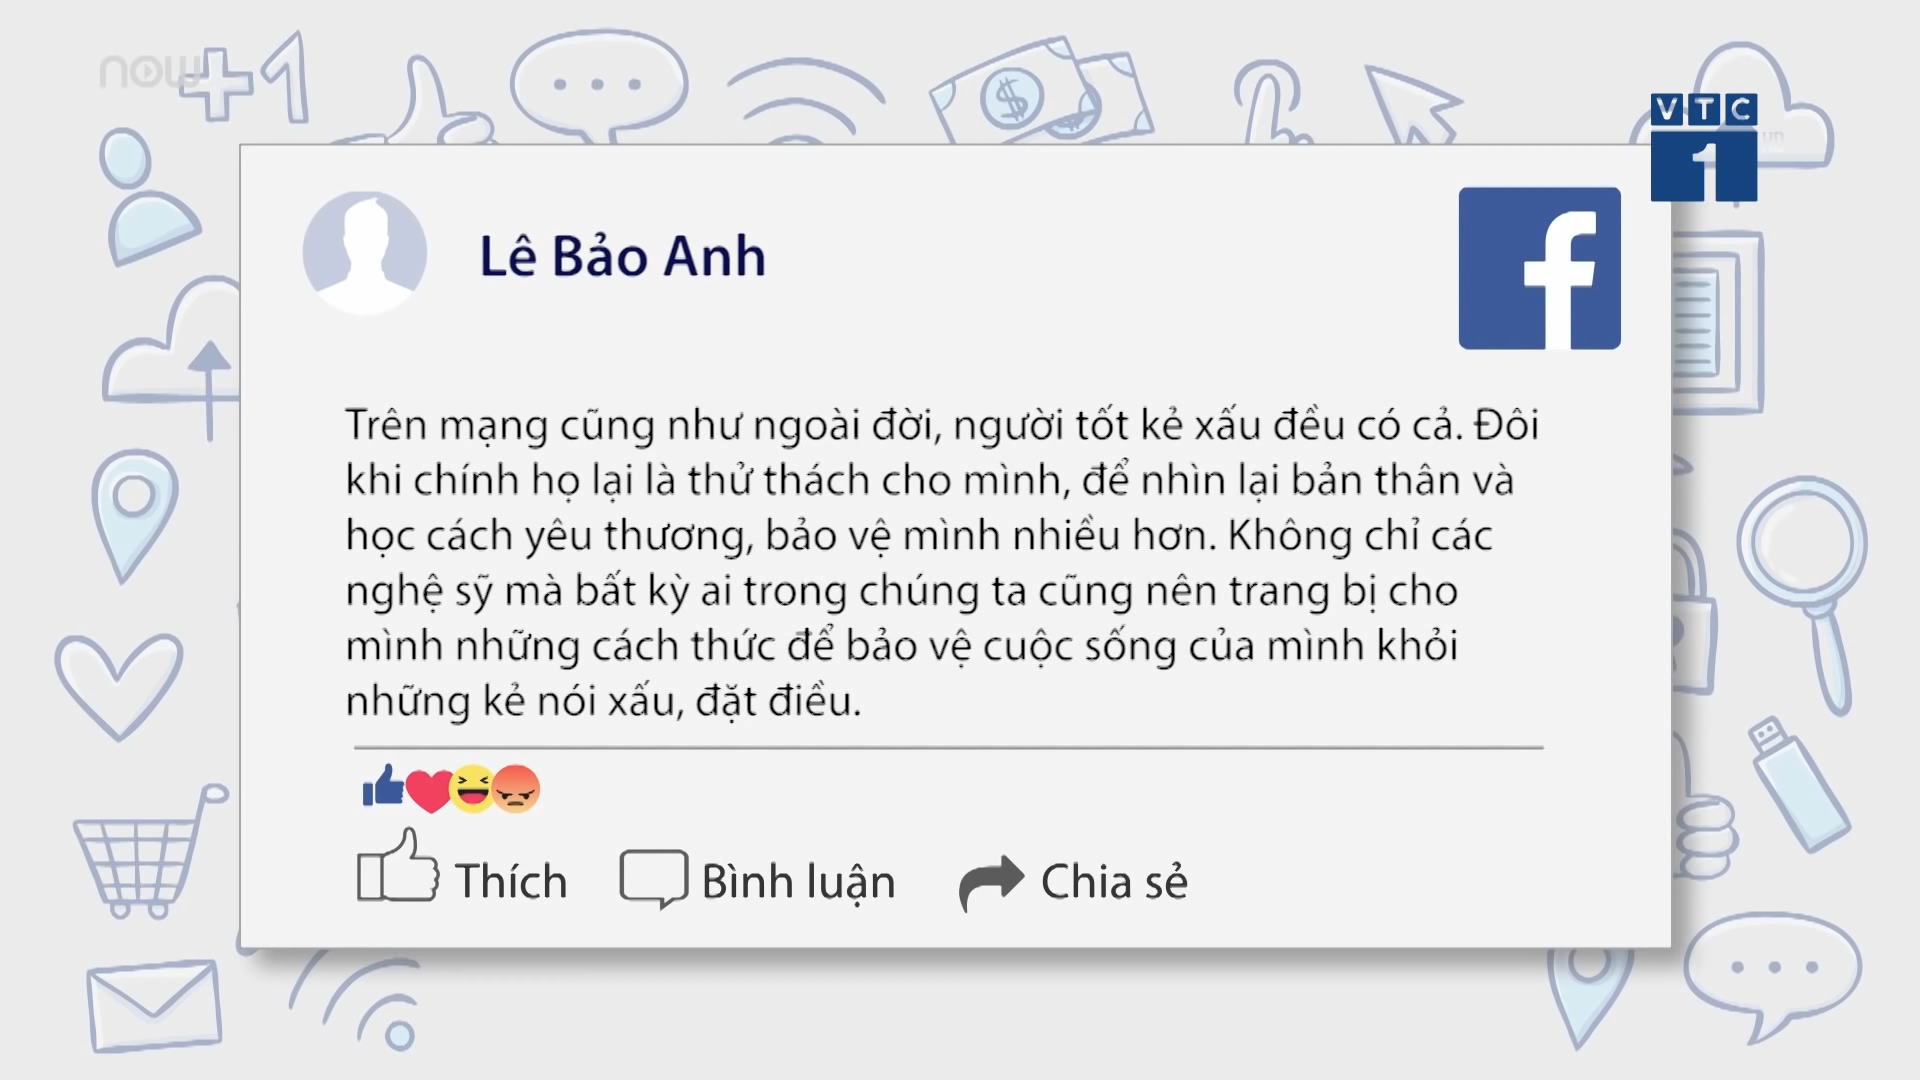 now
+1
VTC
1
Lê Bảo Anh
f
Trên mạng cũng như ngoài đời, người tốt kẻ xấu đều có cả. Đôi
khi chính họ lại là thử thách cho mình, để nhìn lại bản thân và
học cách yêu thương, bảo vệ mình nhiều hơn. Không chỉ các
nghệ sỹ mà bất kỳ ai trong chúng ta cũng nên trang bị cho
mình những cách thức để bảo vệ cuộc sống của mình khỏi
những kẻ nói xấu, đặt điều.
Thích Bình luận Chia sẻ